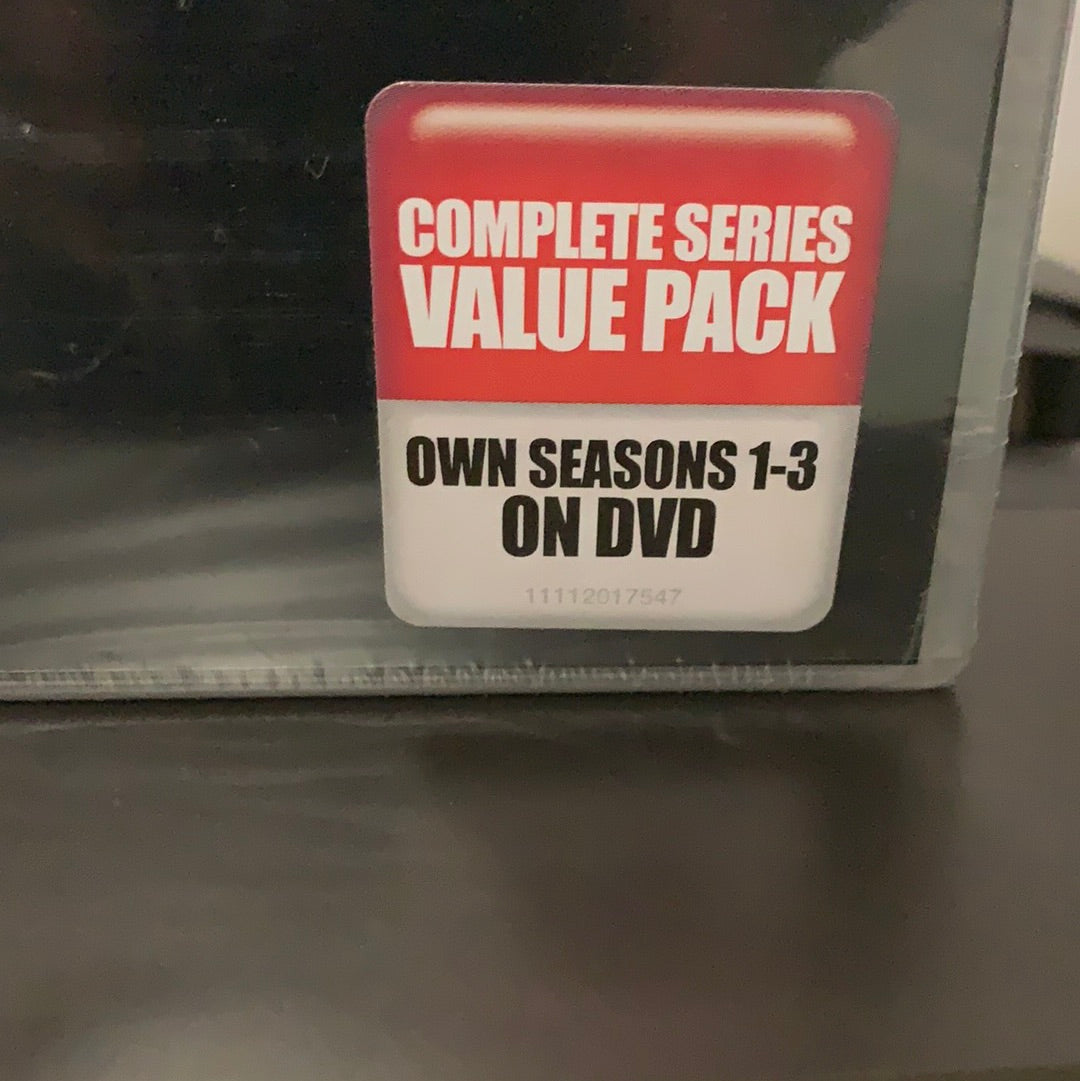 COMPLETE SERIES
VALUE PACK
OWN SEASONS 1-3
ON DVD
11112017547